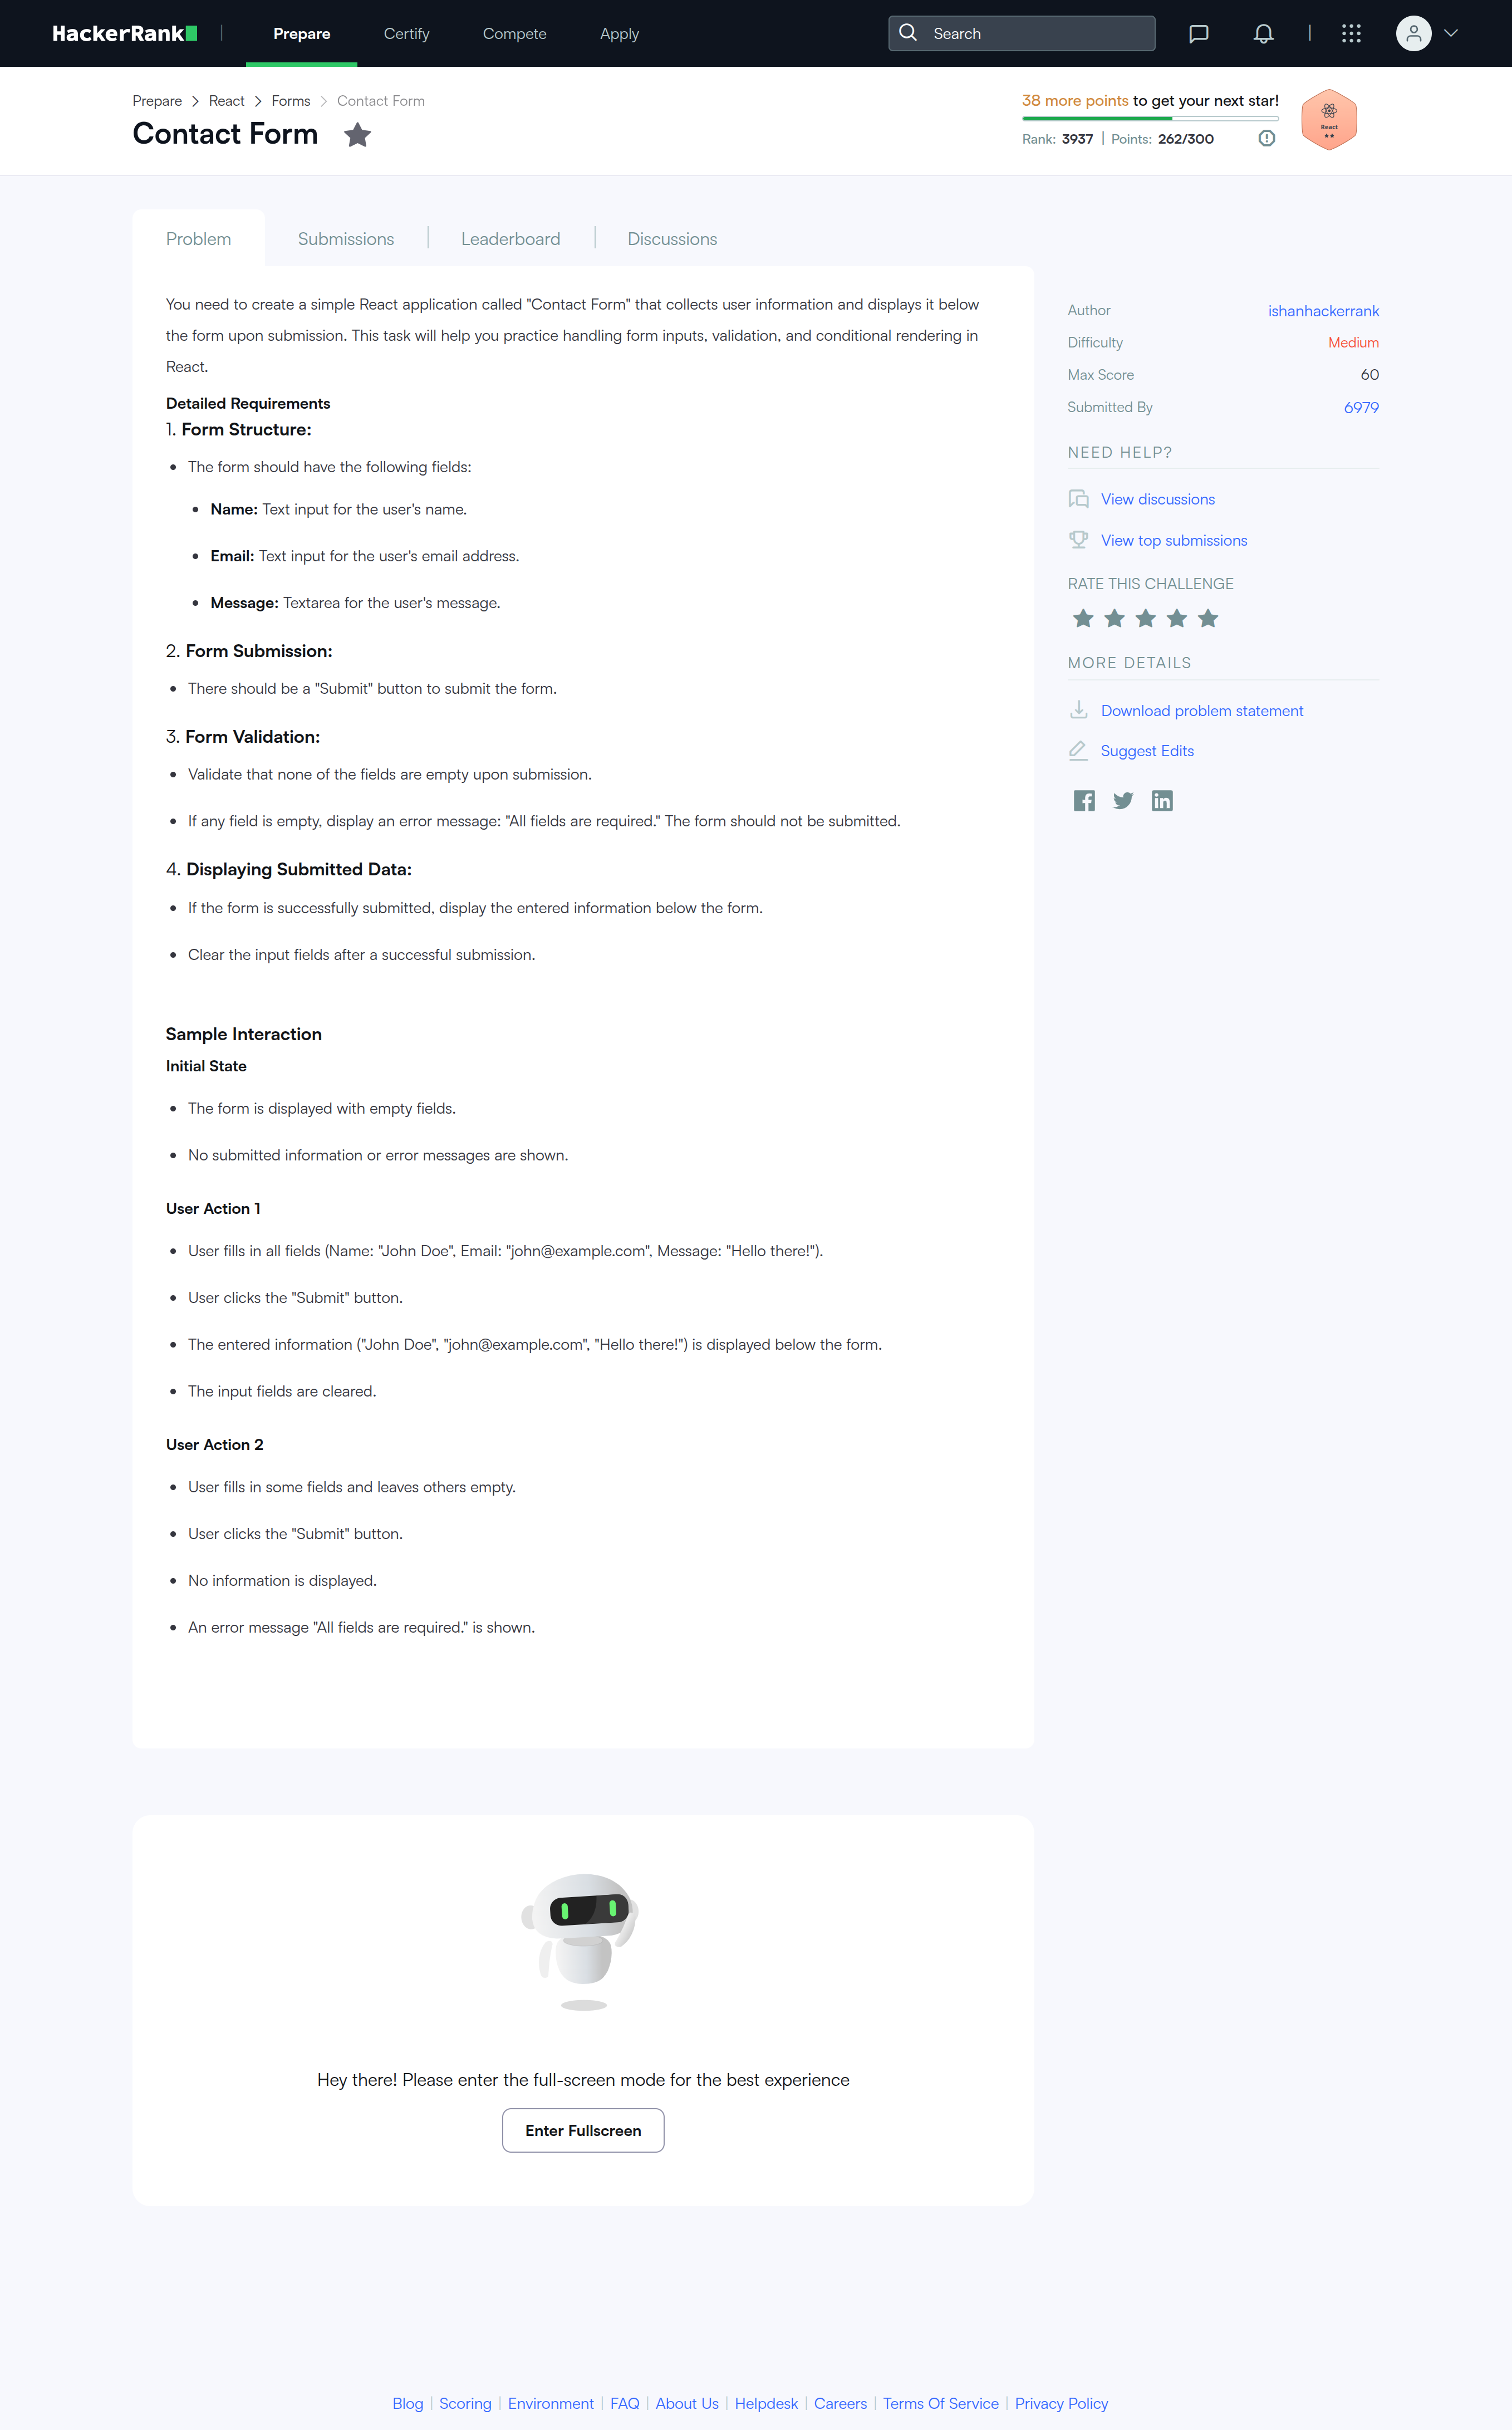 HackerRank
Prepare
Certify
Compete
Apply
Search
Prepare
React
Forms
Contact Form
Contact Form
38 more points to get your next star!
Rank: 3937
Points: 262/300
React
Problem
Submissions
Leaderboard
Discussions
You need to create a simple React application called "Contact Form" that collects user information and displays it below
the form upon submission. This task will help you practice handling form inputs, validation, and conditional rendering in
React.
Detailed Requirements
1. Form Structure:
The form should have the following fields:
Name: Text input for the user's name.
Email: Text input for the user's email address.
Message: Textarea for the user's message.
2. Form Submission:
There should be a "Submit" button to submit the form.
3. Form Validation:
Validate that none of the fields are empty upon submission.
If any field is empty, display an error message: "All fields are required." The form should not be submitted.
4. Displaying Submitted Data:
If the form is successfully submitted, display the entered information below the form.
Clear the input fields after a successful submission.
Sample Interaction
Initial State
The form is displayed with empty fields.
No submitted information or error messages are shown.
User Action 1
User fills in all fields (Name: "John Doe", Email: "john@example.com", Message: "Hello there!").
User clicks the "Submit" button.
The entered information ("John Doe", "john@example.com", "Hello there!") is displayed below the form.
The input fields are cleared.
User Action 2
User fills in some fields and leaves others empty.
User clicks the "Submit" button.
No information is displayed.
An error message "All fields are required." is shown.
Author ishanhackerrank
Difficulty Medium
Max Score 60
Submitted By 6979
NEED HELP?
View discussions
View top submissions
RATE THIS CHALLENGE
MORE DETAILS
Download problem statement
Suggest Edits
Hey there! Please enter the full-screen mode for the best experience
Enter Fullscreen
Blog | Scoring | Environment | FAQ | About Us | Helpdesk | Careers | Terms Of Service | Privacy Policy